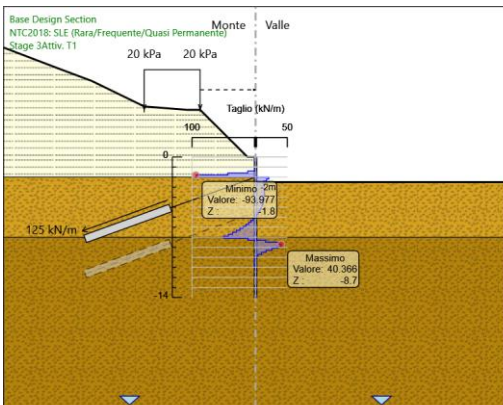 Base Design Section
NTC2018: SLE (Rara/Frequente/Quasi Permanente)
Stage 3Attiv. T1
Monte
Valle
20 kPa
20 kPa
Taglio (kN/m)
100
50
0
-2m
Minimo
Valore: -93.977
Z : -1.8
125 kN/m
Massimo
Valore: 40.366
Z : -8.7
-14